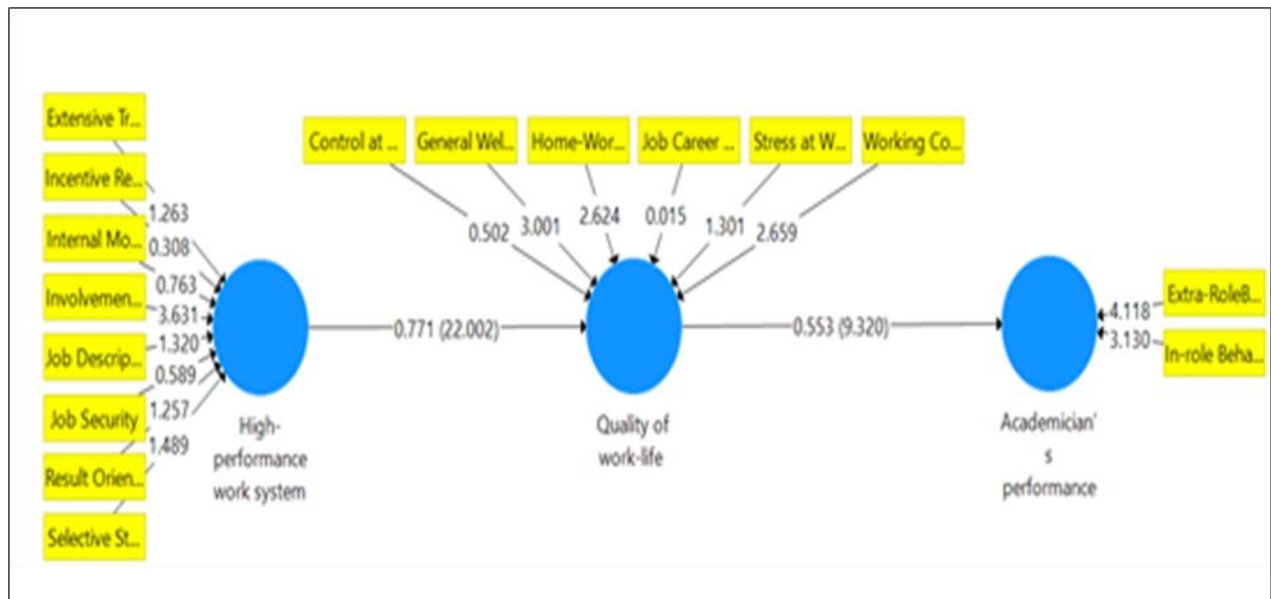 Extensive Tr...
Incentive Re...
Internal Mo...
Involvemen...
Job Descrip...
Job Security
Result Orien...
Selective St...
1.263
0.308
0.763
3.631
1.320
0.589
1.257
1.489
High-
performance
work system
0.771 (22.002)
Control at ...
General Wel...
Home-Wor...
Job Career ...
Stress at W...
Working Co...
0.502
3.001
2.624
0.015
1.301
2.659
Quality of
work-life
0.553 (9.320)
Academician'
s
performance
4.118
3.130
Extra-RoleB...
In-role Beha...